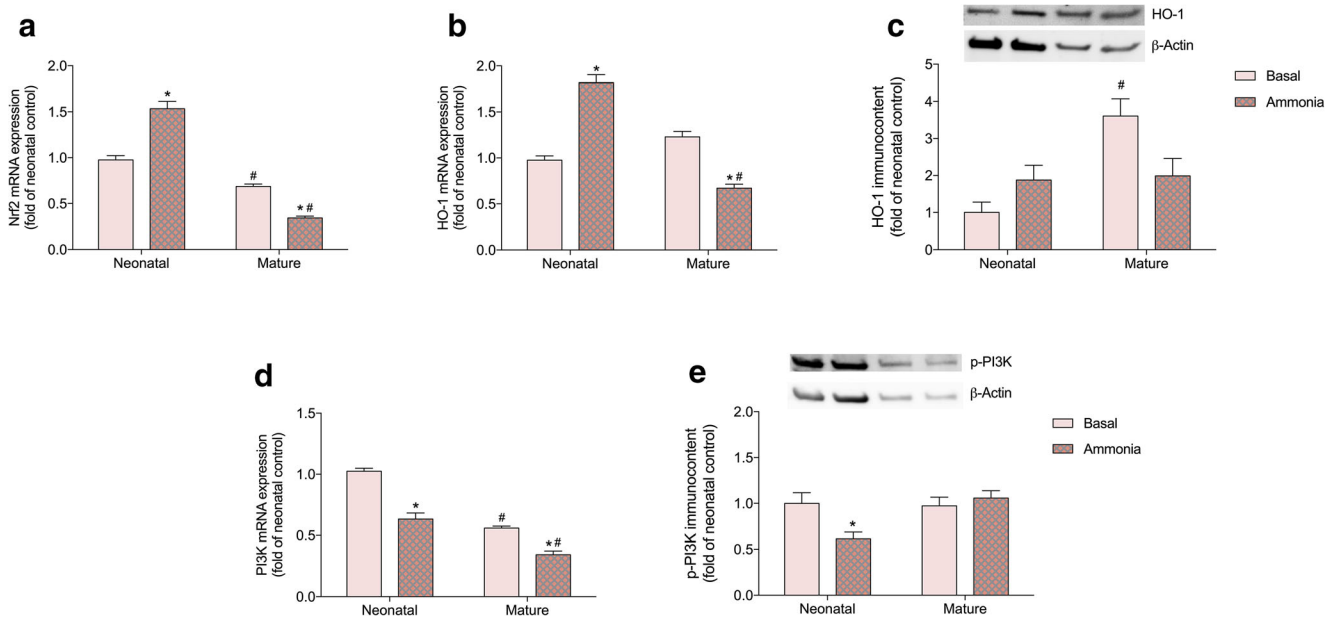 a
Nrf2 mRNA expression
(fold of neonatal control)
2.0
1.5
1.0
0.5
0.0
*
#
* #
Neonatal
Mature
b
HO-1 mRNA expression
(fold of neonatal control)
2.0
1.5
1.0
0.5
0.0
*
* #
Neonatal
Mature
c
HO-1
β-Actin
HO-1 immunocontent
(fold of neonatal control)
5
4
3
2
1
0
#
Neonatal
Mature
Basal
Ammonia
d
PI3K mRNA expression
(fold of neonatal control)
1.5
1.0
0.5
0.0
*
#
* #
Neonatal
Mature
e
p-PI3K
β-Actin
p-PI3K immunocontent
(fold of neonatal control)
2.0
1.5
1.0
0.5
0.0
*
Neonatal
Mature
Basal
Ammonia